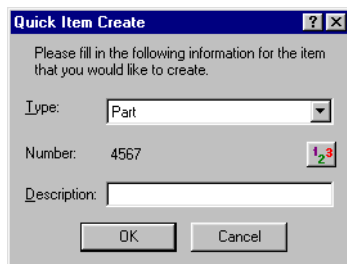 Quick Item Create
Please fill in the following information for the item
that you would like to create.
Type: Part
Number: 4567 123
Description:
OK Cancel